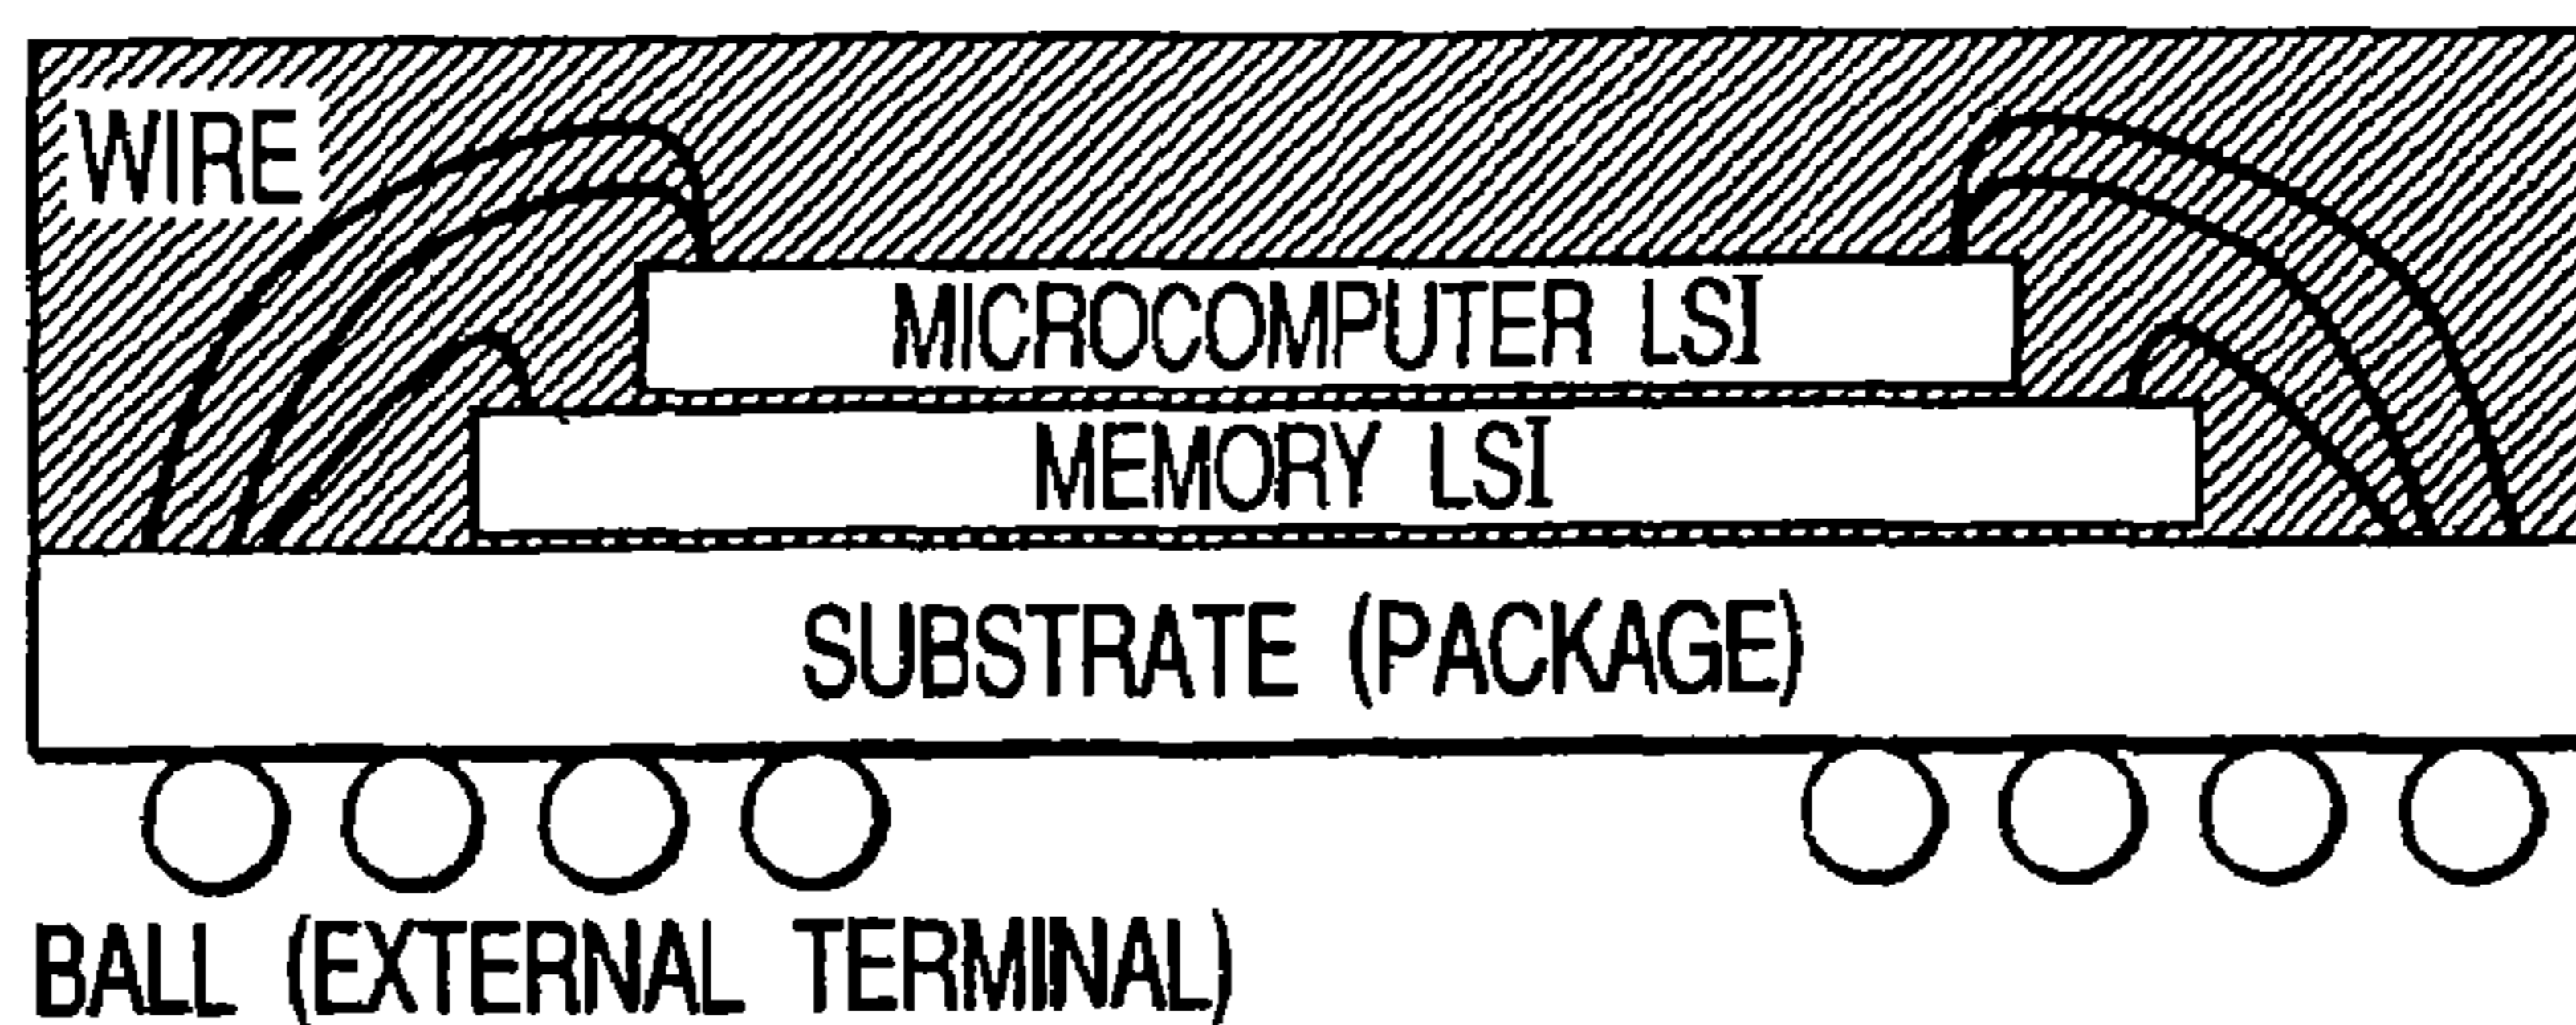 WIRE
MICROCOMPUTER LSI
MEMORY LSI
SUBSTRATE (PACKAGE)
BALL (EXTERNAL TERMINAL)